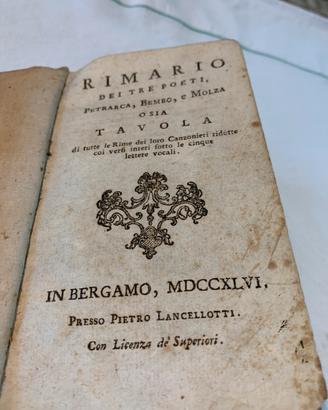 RIMARIO
DEI TRE POETI,
PETRARCA, BEMBO, e MOLZA
O SIA
TAVOLA
di tutte le Rime dei loro Canzonieri ridotte
coi versi interi sotto le cinque
lettere vocali.
IN BERGAMO, MDCCXLVI.
PRESSO PIETRO LANCELLOTTI.
Con Licenza de' Superiori.